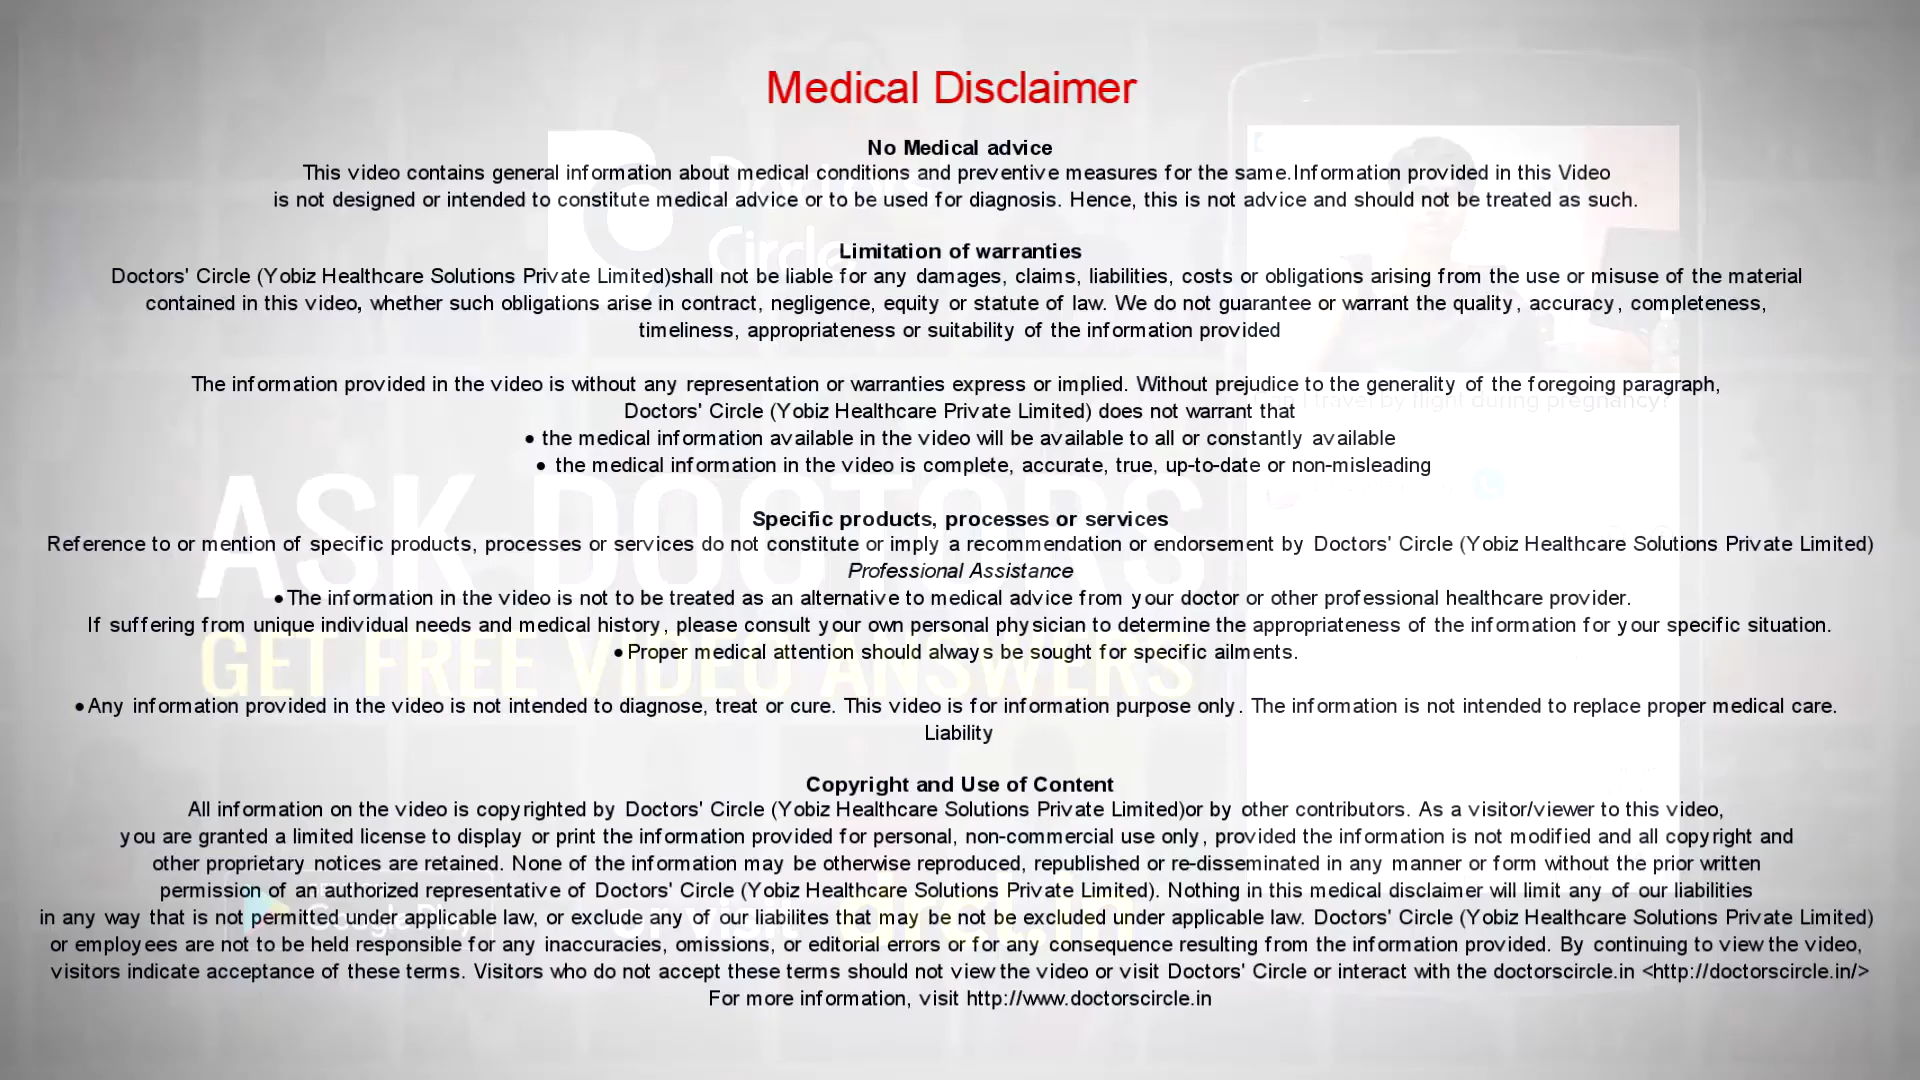 Medical Disclaimer
No Medical advice
This video contains general information about medical conditions and preventive measures for the same.Information provided in this Video
is not designed or intended to constitute medical advice or to be used for diagnosis. Hence, this is not advice and should not be treated as such.
Doctors'
Circle
Limitation of warranties
Doctors' Circle (Yobiz Healthcare Solutions Private Limited)shall not be liable for any damages, claims, liabilities, costs or obligations arising from the use or misuse of the material
contained in this video, whether such obligations arise in contract, negligence, equity or statute of law. We do not guarantee or warrant the quality, accuracy, completeness,
timeliness, appropriateness or suitability of the information provided
The information provided in the video is without any representation or warranties express or implied. Without prejudice to the generality of the foregoing paragraph,
Can I travel by flight during pregnancy?
Doctors' Circle (Yobiz Healthcare Private Limited) does not warrant that
• the medical information available in the video will be available to all or constantly available
• the medical information in the video is complete, accurate, true, up-to-date or non-misleading
ASK DOCTORS
Specific products, processes or services
Reference to or mention of specific products, processes or services do not constitute or imply a recommendation or endorsement by Doctors' Circle (Yobiz Healthcare Solutions Private Limited)
Professional Assistance
•The information in the video is not to be treated as an alternative to medical advice from your doctor or other professional healthcare provider.
If suffering from unique individual needs and medical history, please consult your own personal physician to determine the appropriateness of the information for your specific situation.
•Proper medical attention should always be sought for specific ailments.
GET FREE VIDEO ANSWERS
•Any information provided in the video is not intended to diagnose, treat or cure. This video is for information purpose only. The information is not intended to replace proper medical care.
Liability
Copyright and Use of Content
All information on the video is copyrighted by Doctors' Circle (Yobiz Healthcare Solutions Private Limited)or by other contributors. As a visitor/viewer to this video,
you are granted a limited license to display or print the information provided for personal, non-commercial use only, provided the information is not modified and all copyright and
other proprietary notices are retained. None of the information may be otherwise reproduced, republished or re-disseminated in any manner or form without the prior written
permission of an authorized representative of Doctors' Circle (Yobiz Healthcare Solutions Private Limited). Nothing in this medical disclaimer will limit any of our liabilities
in any way that is not permitted under applicable law, or exclude any of our liabilites that may be not be excluded under applicable law. Doctors' Circle (Yobiz Healthcare Solutions Private Limited)
Google Play or visit drcl.in
or employees are not to be held responsible for any inaccuracies, omissions, or editorial errors or for any consequence resulting from the information provided. By continuing to view the video,
visitors indicate acceptance of these terms. Visitors who do not accept these terms should not view the video or visit Doctors' Circle or interact with the doctorscircle.in <http://doctorscircle.in/>
For more information, visit http://www.doctorscircle.in